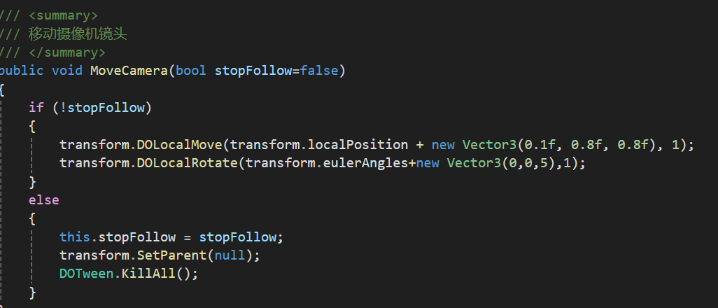 /// <summary>
/// 移动摄像机镜头
/// </summary>
public void MoveCamera(bool stopFollow=false)
{
if (!stopFollow)
{
transform.DOLocalMove(transform.localPosition + new Vector3(0.1f, 0.8f, 0.8f), 1);
transform.DOLocalRotate(transform.eulerAngles+new Vector3(0,0,5),1);
}
else
{
this.stopFollow = stopFollow;
transform.SetParent(null);
DOTween.KillAll();
}